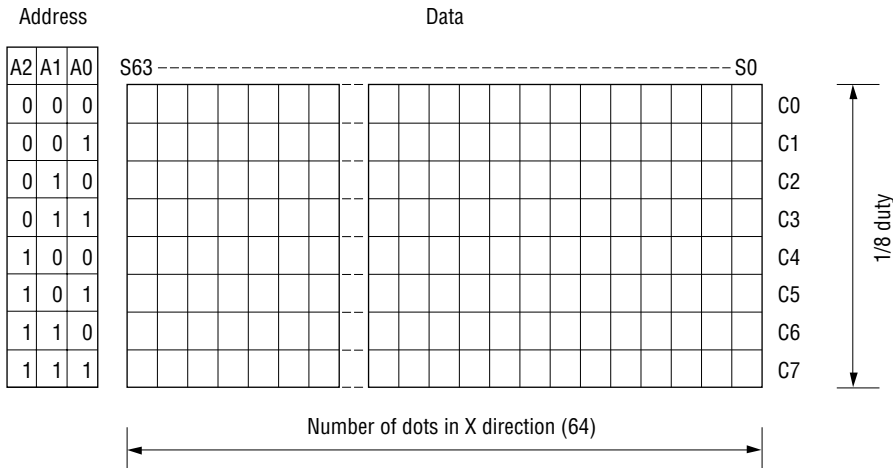 Address Data
A2 A1 A0 S63 S0
0 0 0 C0
0 0 1 C1
0 1 0 C2
0 1 1 C3
1 0 0 C4
1 0 1 C5
1 1 0 C6
1 1 1 C7
1/8 duty
Number of dots in X direction (64)